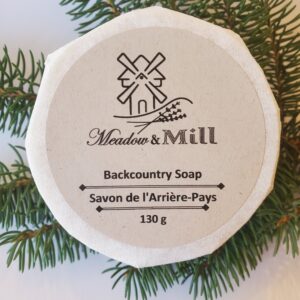 Meadow & Mill
Backcountry Soap
Savon de l'Arrière-Pays
130 g